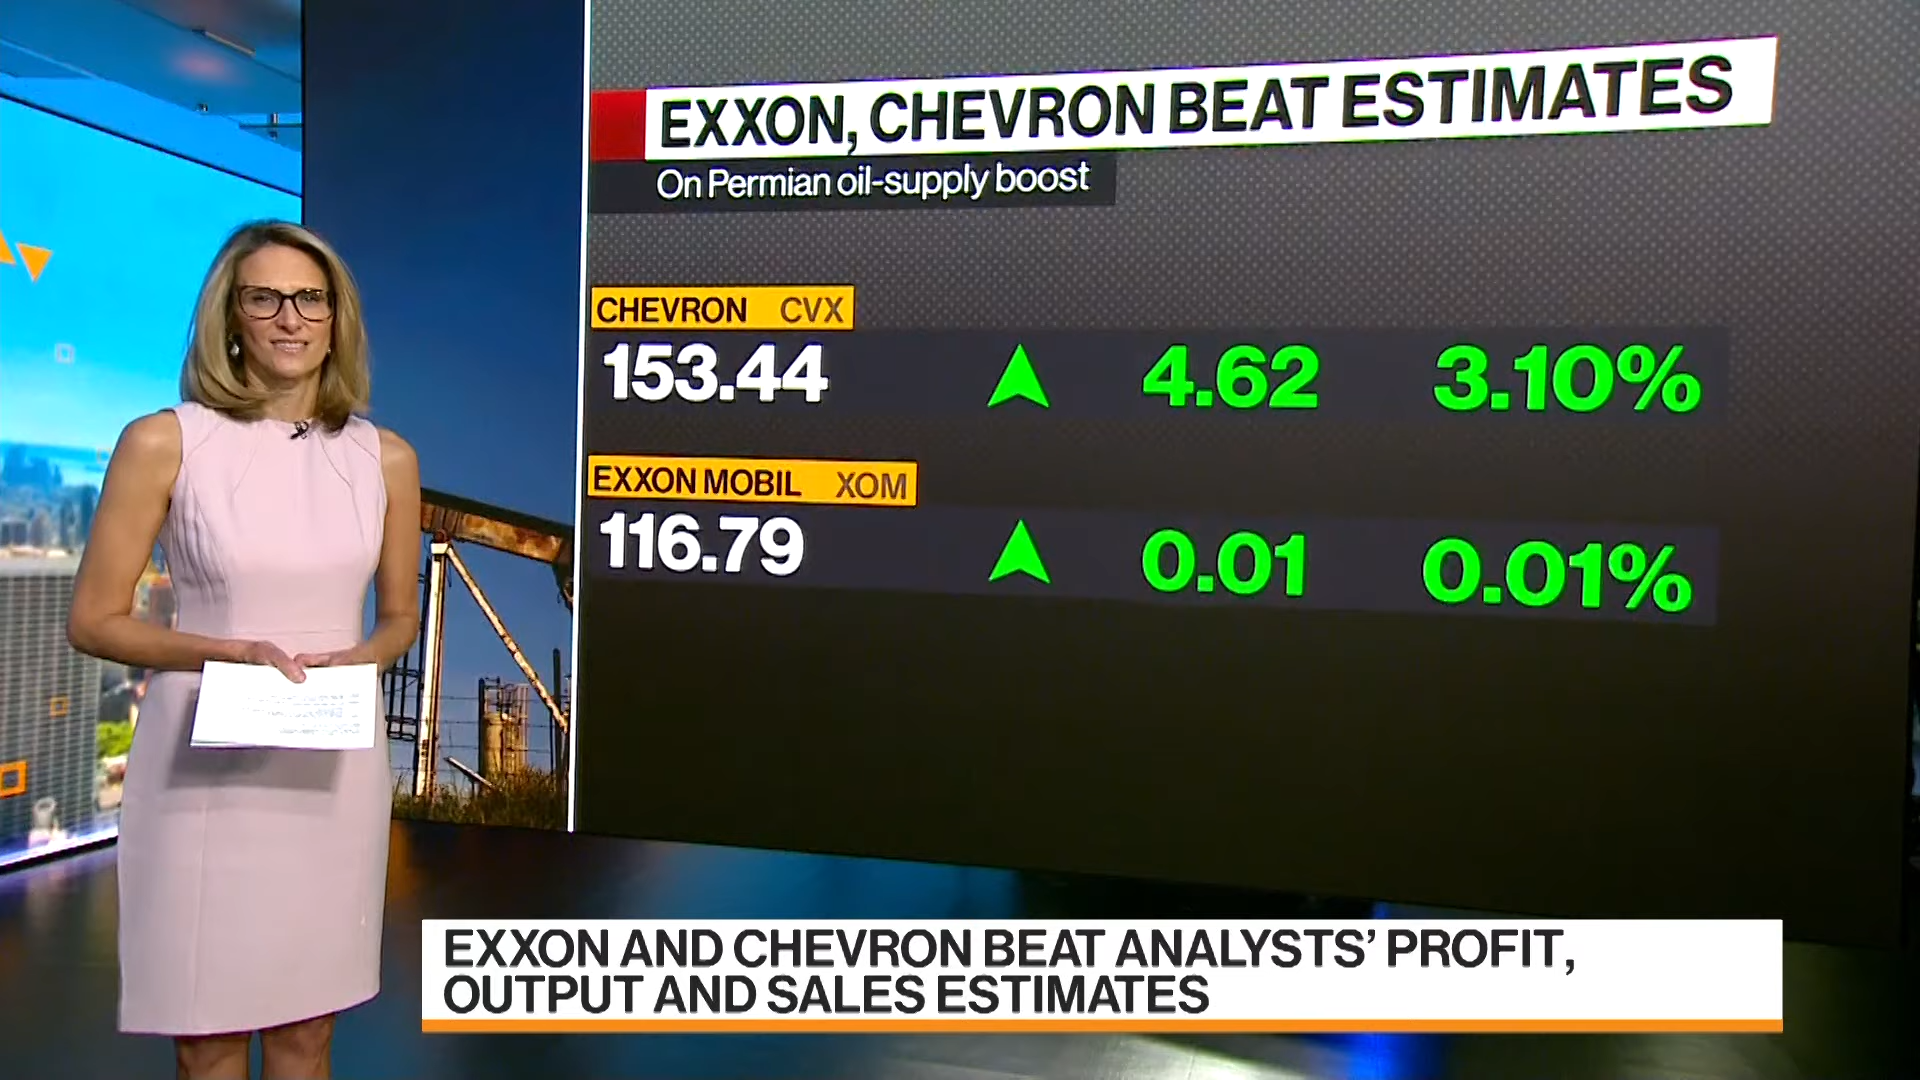 EXXON, CHEVRON BEAT ESTIMATES
On Permian oil-supply boost
CHEVRON CVX
153.44 4.62 3.10%
EXXON MOBIL XOM
116.79 0.01 0.01%
EXXON AND CHEVRON BEAT ANALYSTS’ PROFIT,
OUTPUT AND SALES ESTIMATES